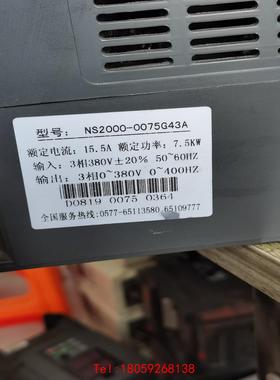 型号: NS2000-0075G43A
额定电流: 15.5A 额定功率: 7.5KW
输入: 3相380V±20% 50~60HZ
输出: 3相0~380V 0~400HZ
D0819 0075 0364
全国服务热线:0577-65113580 65109777
Tel:18059268138